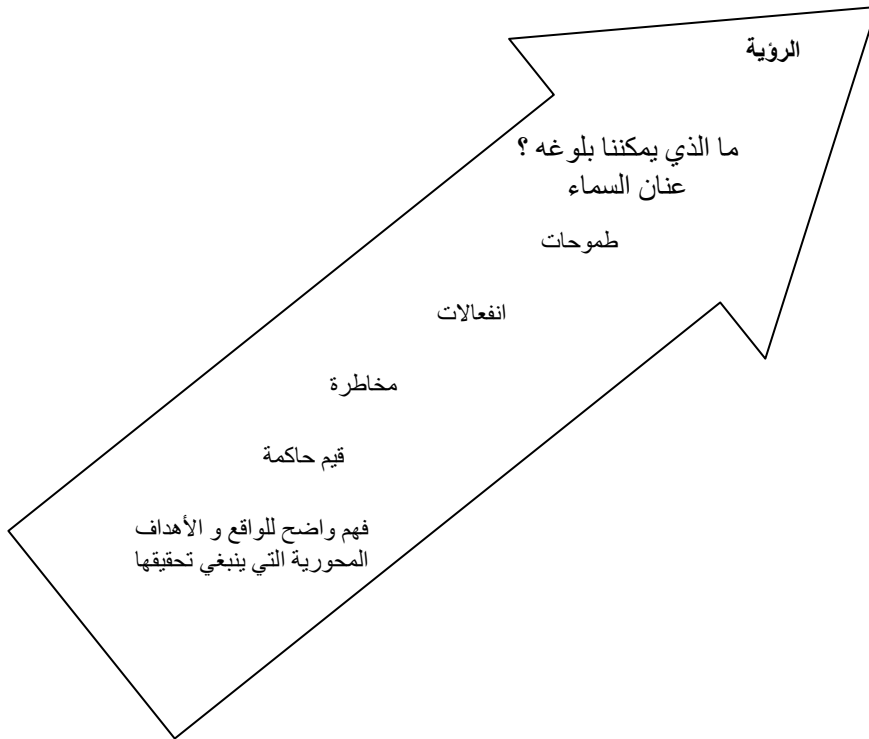 الرؤية
ما الذي يمكننا بلوغه ؟
عنان السماء
طموحات
انفعالات
مخاطرة
قيم حاكمة
فهم واضح للواقع و الأهداف
المحورية التي ينبغي تحقيقها